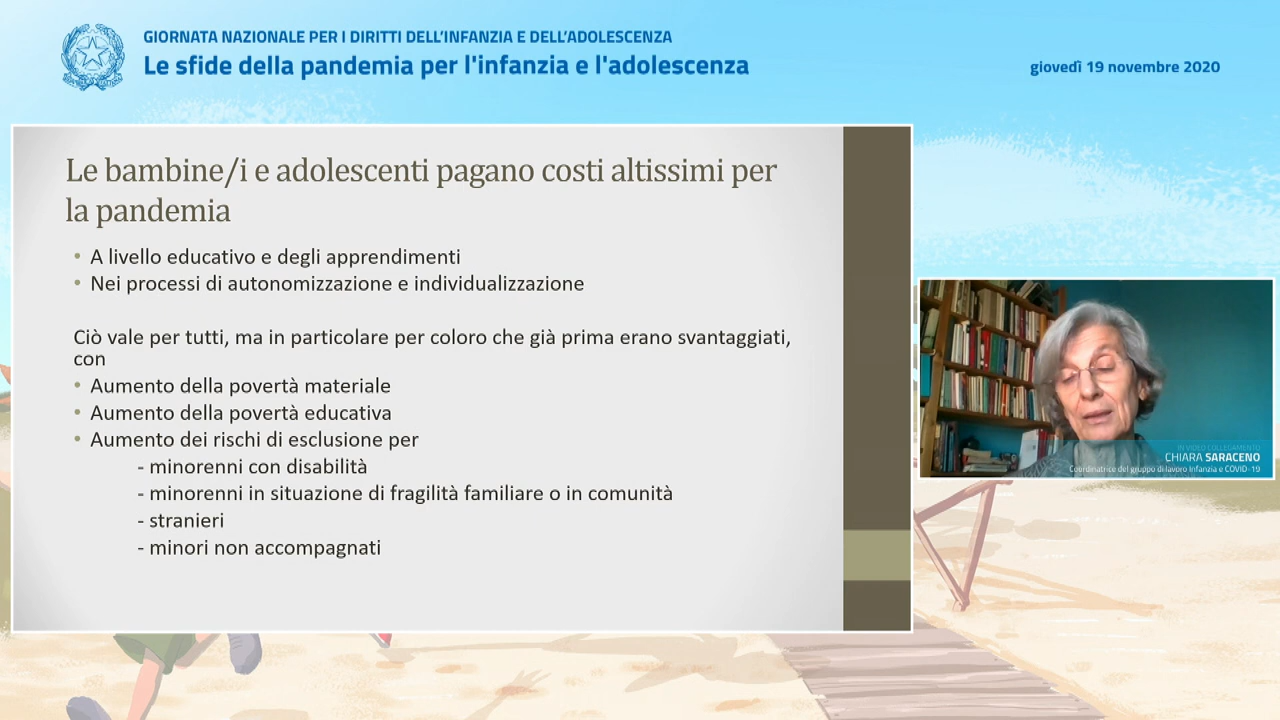 GIORNATA NAZIONALE PER I DIRITTI DELL'INFANZIA E DELL'ADOLESCENZA
Le sfide della pandemia per l'infanzia e l'adolescenza
giovedì 19 novembre 2020
Le bambine/i e adolescenti pagano costi altissimi per
la pandemia
• A livello educativo e degli apprendimenti
• Nei processi di autonomizzazione e individualizzazione
Ciò vale per tutti, ma in particolare per coloro che già prima erano svantaggiati,
con
• Aumento della povertà materiale
• Aumento della povertà educativa
• Aumento dei rischi di esclusione per
- minorenni con disabilità
- minorenni in situazione di fragilità familiare o in comunità
- stranieri
- minori non accompagnati
IN VIDEO COLLEGAMENTO
CHIARA SARACENO
Coordinatrice del gruppo di lavoro Infanzia e COVID-19